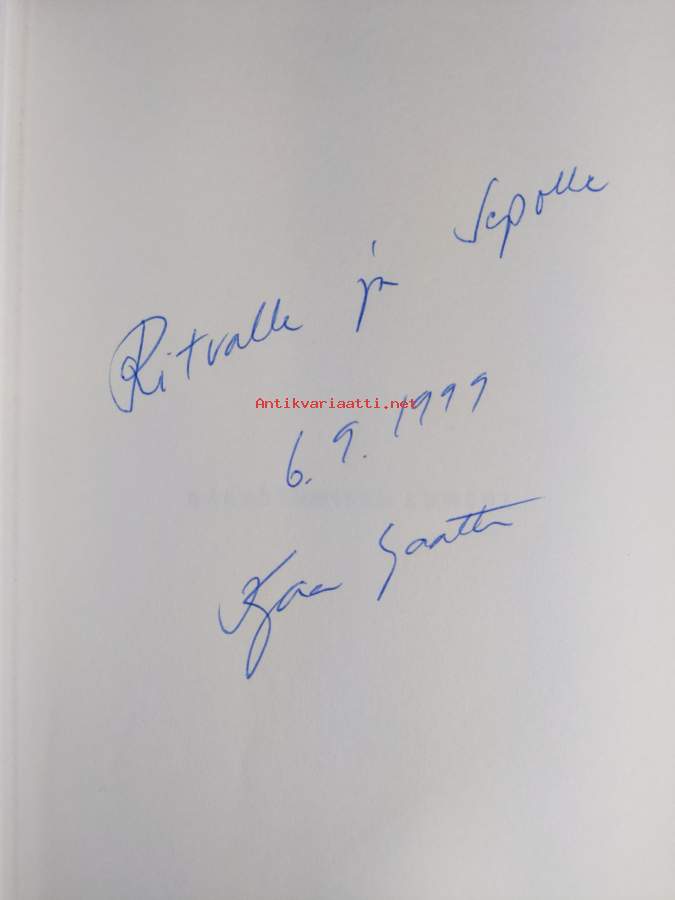 Ritvalle ja Sepolle
Antikvariaatti.net
6.9.1999